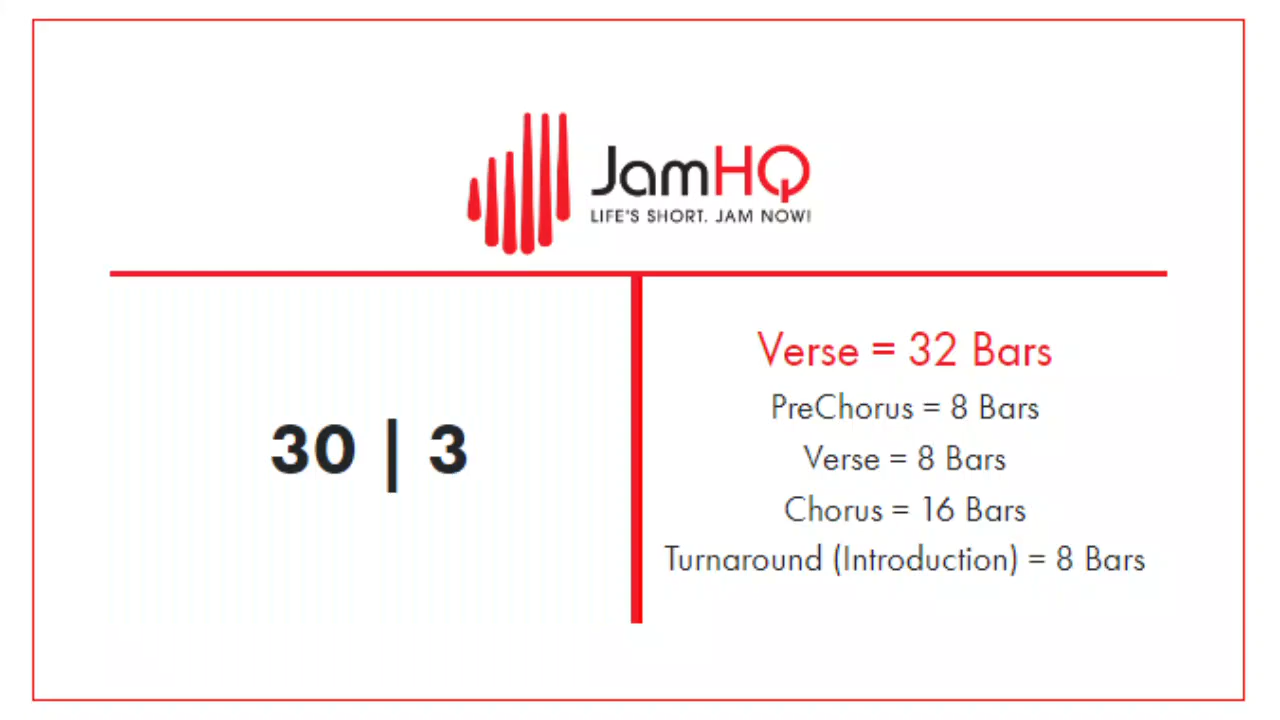 JamHQ
LIFE'S SHORT. JAM NOW!
30 | 3
Verse = 32 Bars
PreChorus = 8 Bars
Verse = 8 Bars
Chorus = 16 Bars
Turnaround (Introduction) = 8 Bars